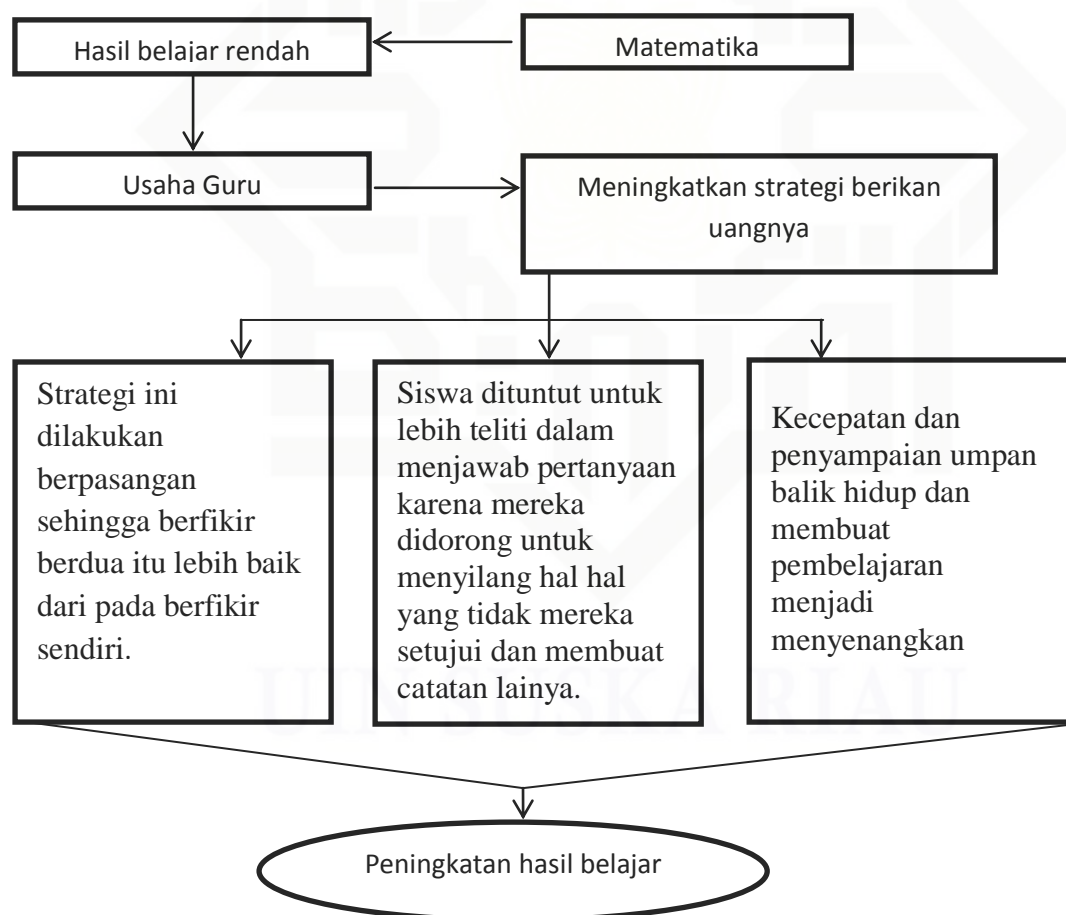 Hasil belajar rendah
Matematika
Usaha Guru
Meningkatkan strategi berikan
uangnya
Strategi ini
dilakukan
berpasangan
sehingga berfikir
berdua itu lebih baik
dari pada berfikir
sendiri.
Siswa dituntut untuk
lebih teliti dalam
menjawab pertanyaan
karena mereka
didorong untuk
menyilang hal hal
yang tidak mereka
setujui dan membuat
catatan lainya.
Kecepatan dan
penyampaian umpan
balik hidup dan
membuat
pembelajaran
menjadi
menyenangkan
UIN SUSKA RIAU
Peningkatan hasil belajar